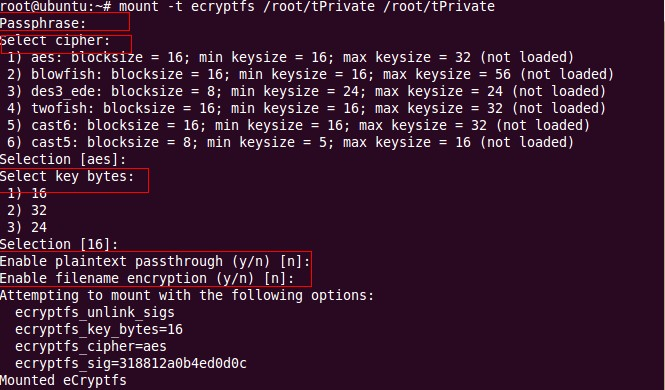 root@ubuntu:~# mount -t ecryptfs /root/tPrivate /root/tPrivate
Passphrase:
Select cipher:
1) aes: blocksize = 16; min keysize = 16; max keysize = 32 (not loaded)
2) blowfish: blocksize = 16; min keysize = 16; max keysize = 56 (not loaded)
3) des3_ede: blocksize = 8; min keysize = 24; max keysize = 24 (not loaded)
4) twofish: blocksize = 16; min keysize = 16; max keysize = 32 (not loaded)
5) cast6: blocksize = 16; min keysize = 16; max keysize = 32 (not loaded)
6) cast5: blocksize = 8; min keysize = 5; max keysize = 16 (not loaded)
Selection [aes]:
Select key bytes:
1) 16
2) 32
3) 24
Selection [16]:
Enable plaintext passthrough (y/n) [n]:
Enable filename encryption (y/n) [n]:
Attempting to mount with the following options:
ecryptfs_unlink_sigs
ecryptfs_key_bytes=16
ecryptfs_cipher=aes
ecryptfs_sig=318812a0b4ed0d0c
Mounted eCryptfs